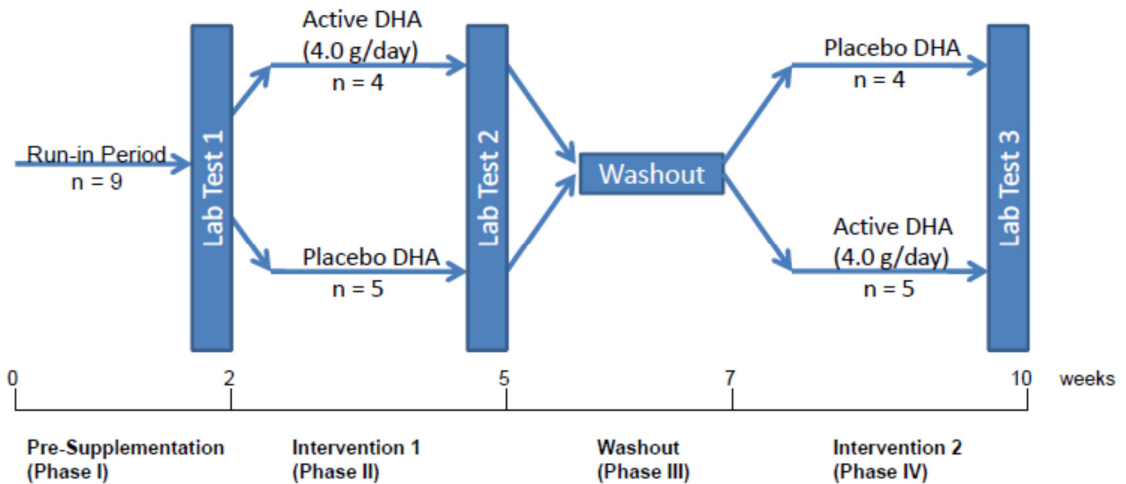 Active DHA
(4.0 g/day)
n = 4
Placebo DHA
n = 4
Run-in Period
n = 9
Lab Test 1
Lab Test 2
Washout
Lab Test 3
Placebo DHA
n = 5
Active DHA
(4.0 g/day)
n = 5
0 2 5 7 10 weeks
Pre-Supplementation
(Phase I)
Intervention 1
(Phase II)
Washout
(Phase III)
Intervention 2
(Phase IV)